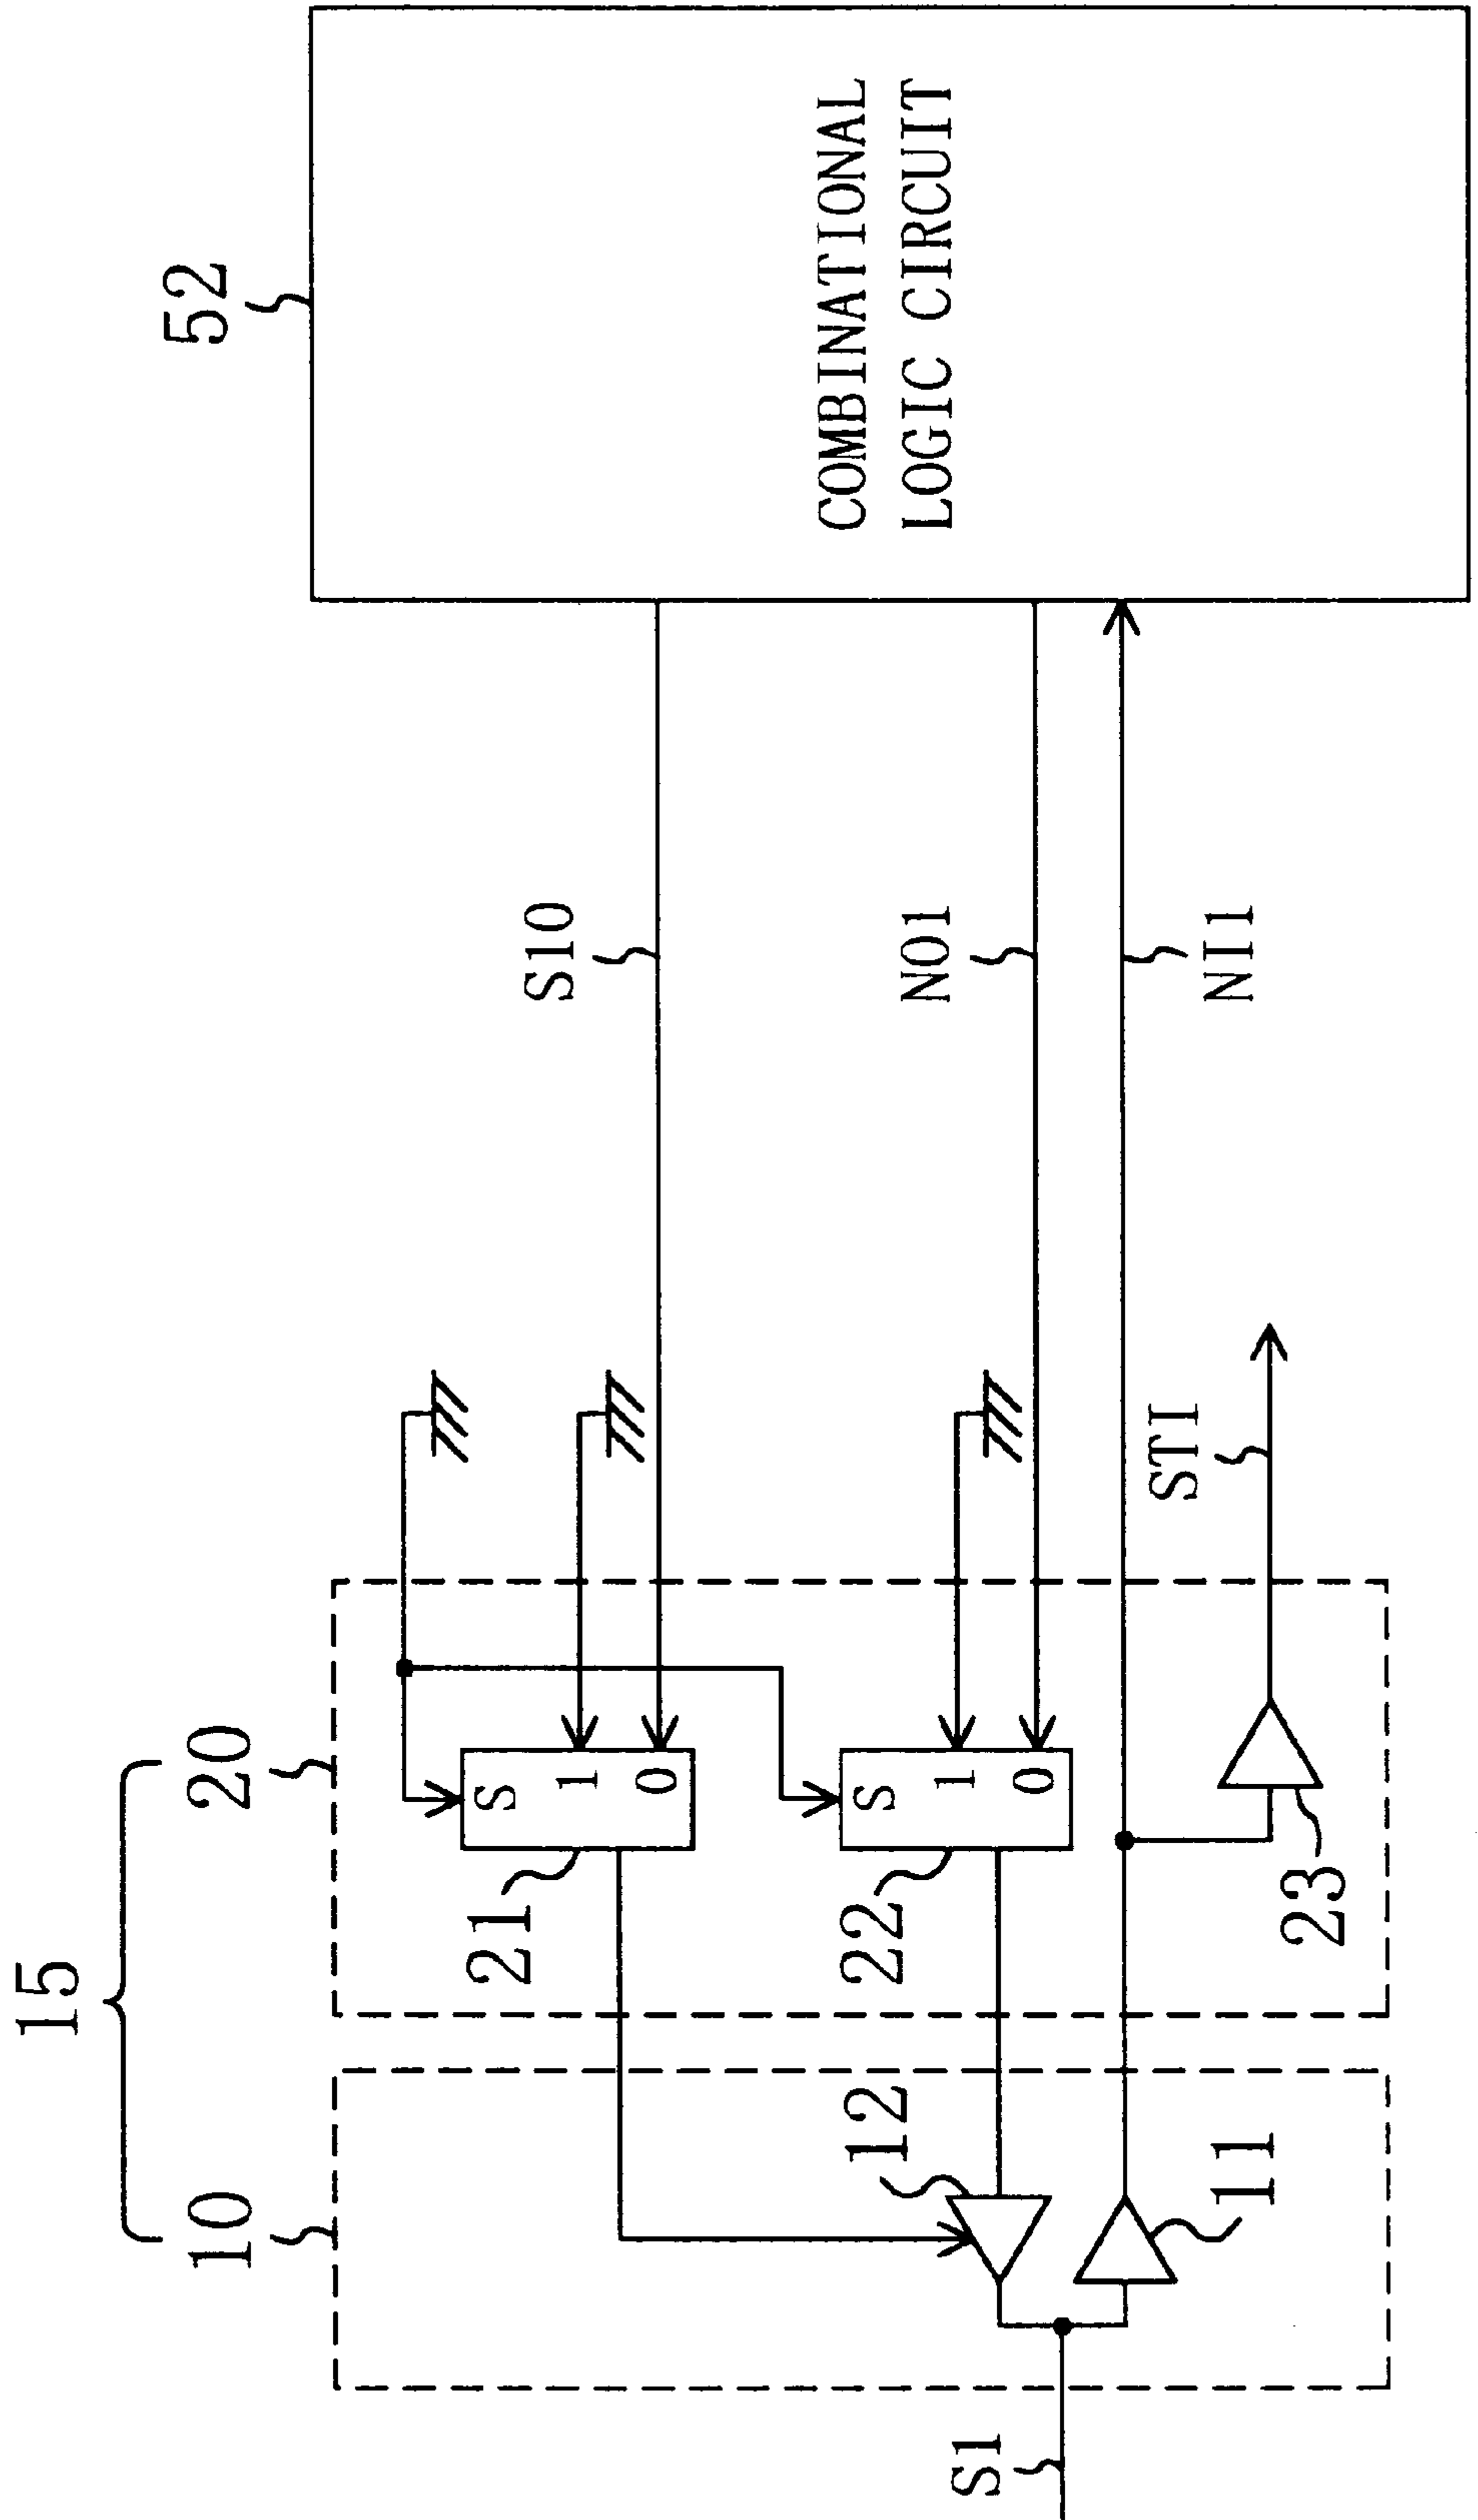 15
10
20
52
S10
21
S
1
0
COMBINATIONAL
LOGIC CIRCUIT
12
22
S
1
0
NO1
S1
11
23
STI
NI1